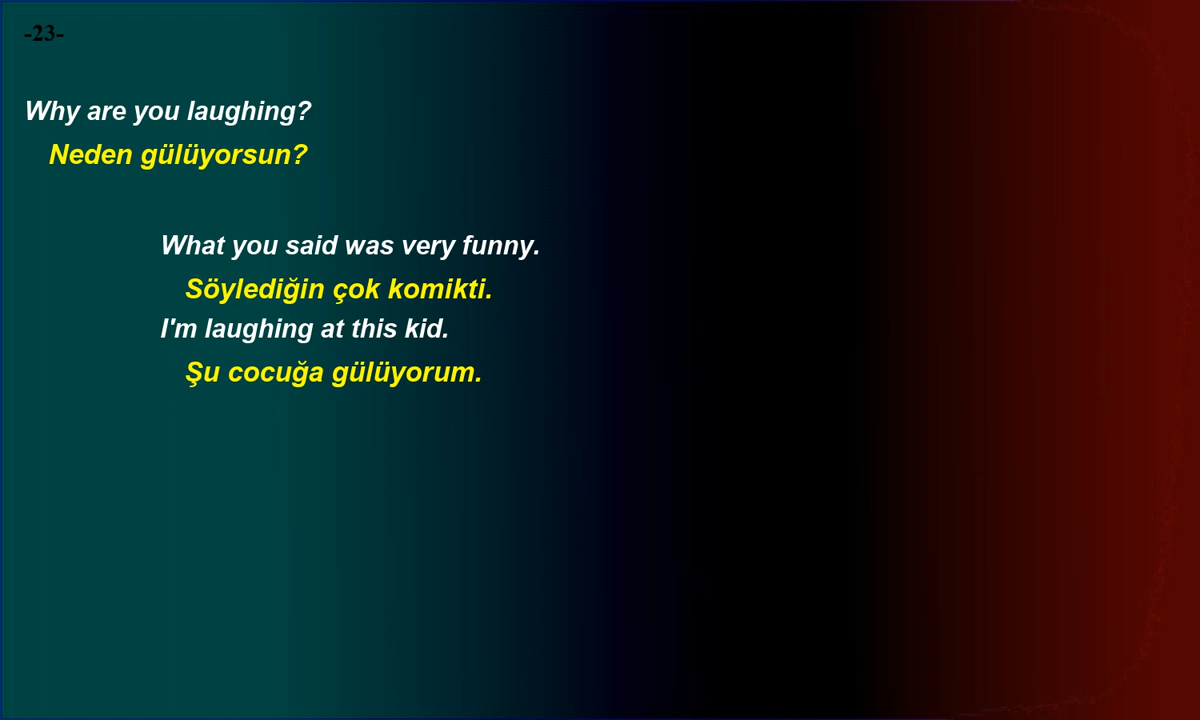 -23-
Why are you laughing?
Neden gülüyorsun?
What you said was very funny.
Söylediğin çok komikti.
I'm laughing at this kid.
Şu cocuğa gülüyorum.